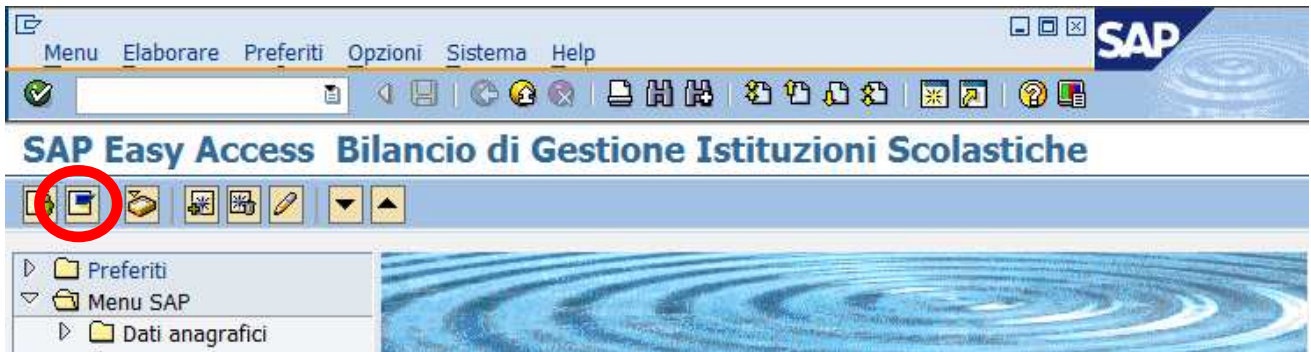 Menu Elaborare Preferiti Opzioni Sistema Help
SAP
SAP Easy Access Bilancio di Gestione Istituzioni Scolastiche
Preferiti
Menu SAP
Dati anagrafici